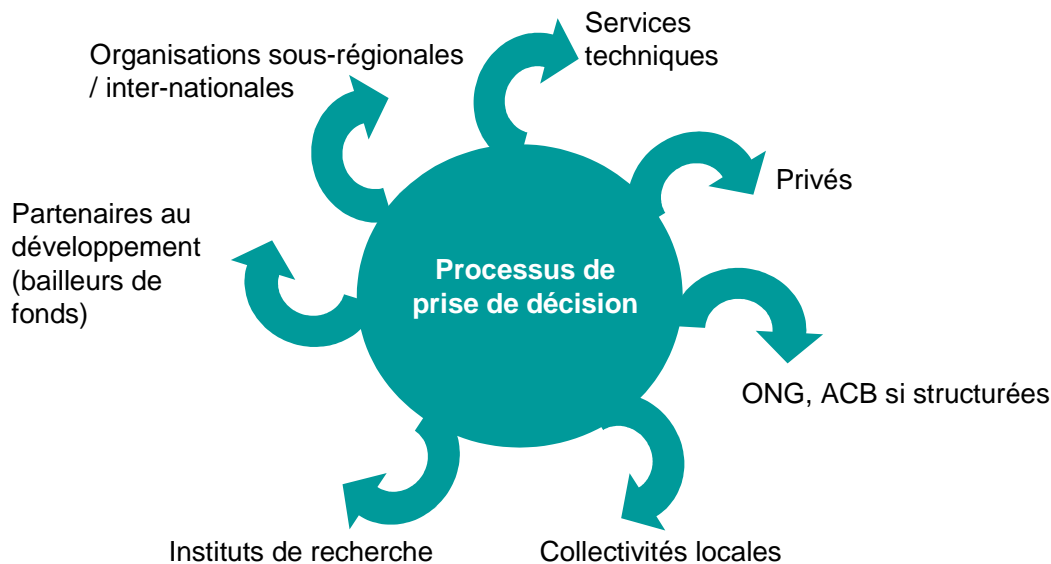 Services
techniques
Organisations sous-régionales
/ inter-nationales
Privés
Partenaires au
développement
(bailleurs de
fonds)
Processus de
prise de décision
ONG, ACB si structurées
Instituts de recherche
Collectivités locales